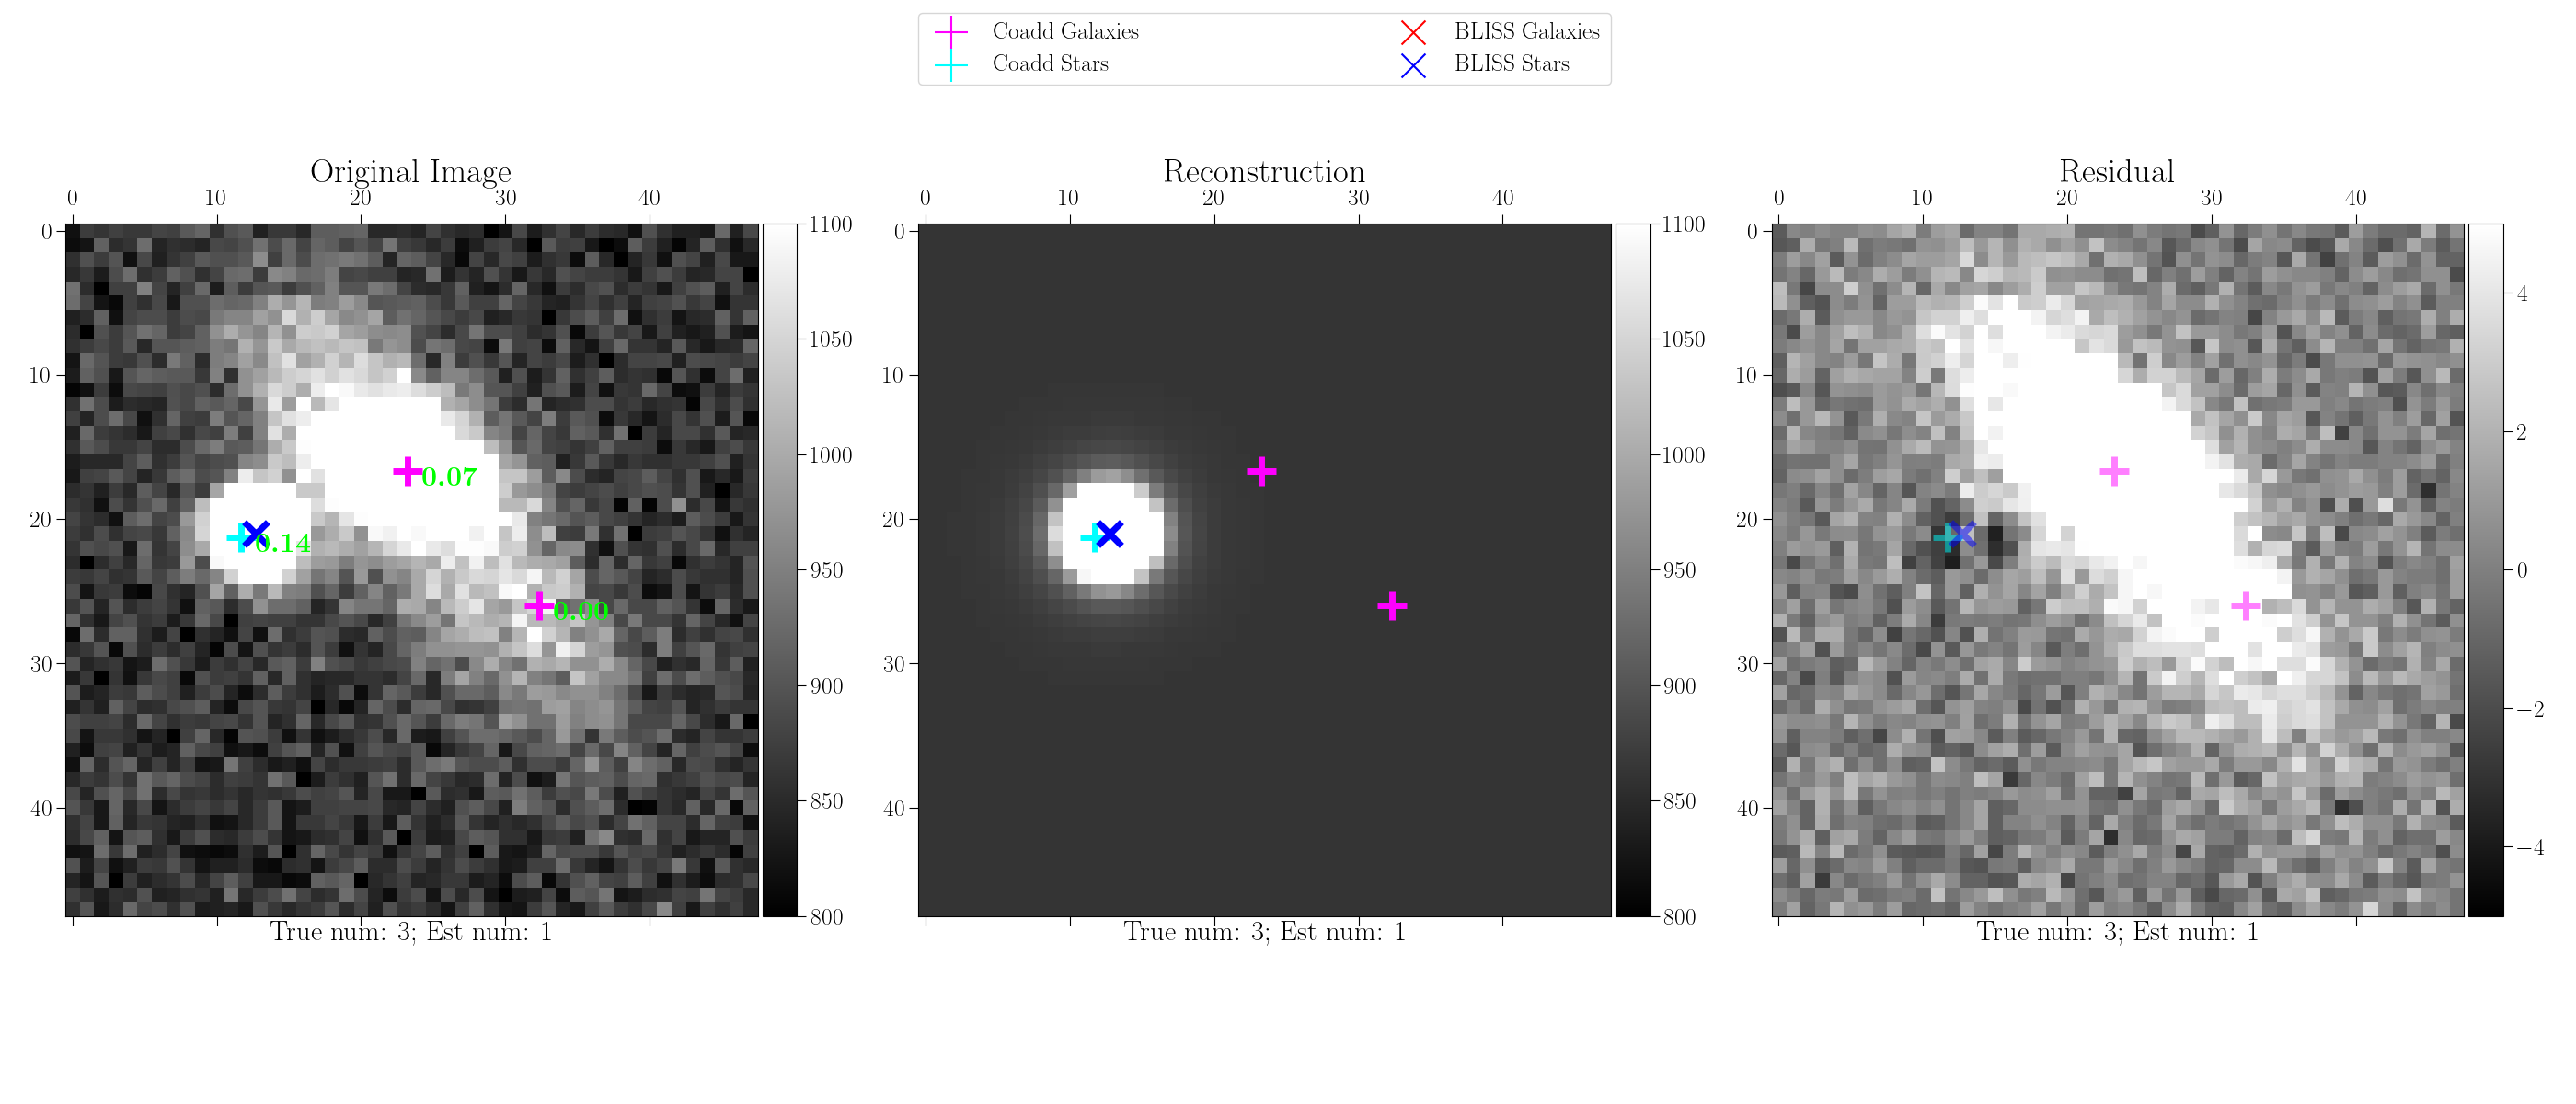 Coadd Galaxies
Coadd Stars
BLISS Galaxies
BLISS Stars
Original Image
0 10 20 30 40
0
10
20
30
40
0.07
0.14
0.00
1100
1050
1000
950
900
850
800
True num: 3; Est num: 1
Reconstruction
0 10 20 30 40
0
10
20
30
40
1100
1050
1000
950
900
850
800
True num: 3; Est num: 1
Residual
0 10 20 30 40
0
10
20
30
40
4
2
0
−2
−4
True num: 3; Est num: 1